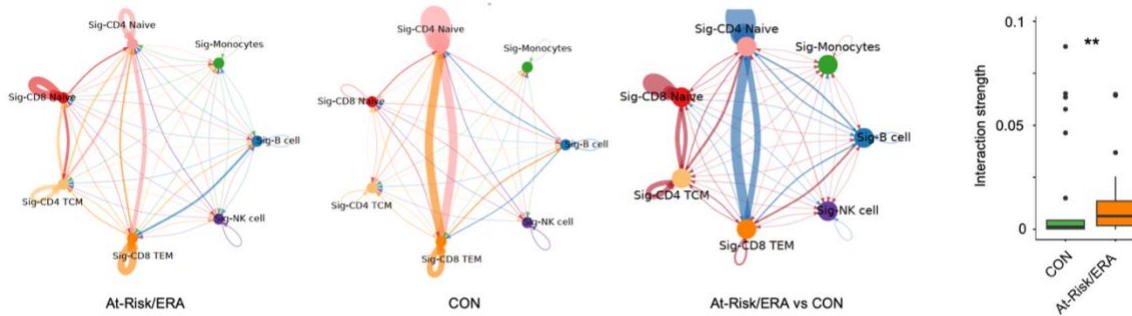 Sig-CD4 Naive
Sig-Monocytes
Sig-CD8 Naive
Sig-B cell
Sig-CD4 TCM
Sig-NK cell
Sig-CD8 TEM
At-Risk/ERA
Sig-CD4 Naive
Sig-Monocytes
Sig-CD8 Naive
Sig-B cell
Sig-CD4 TCM
Sig-NK cell
Sig-CD8 TEM
CON
Sig-CD4 Naive
Sig-Monocytes
Sig-CD8 Naive
Sig-B cell
Sig-CD4 TCM
Sig-NK cell
Sig-CD8 TEM
At-Risk/ERA vs CON
Interaction strength
0.1
**
0.05
0
CON
At-Risk/ERA